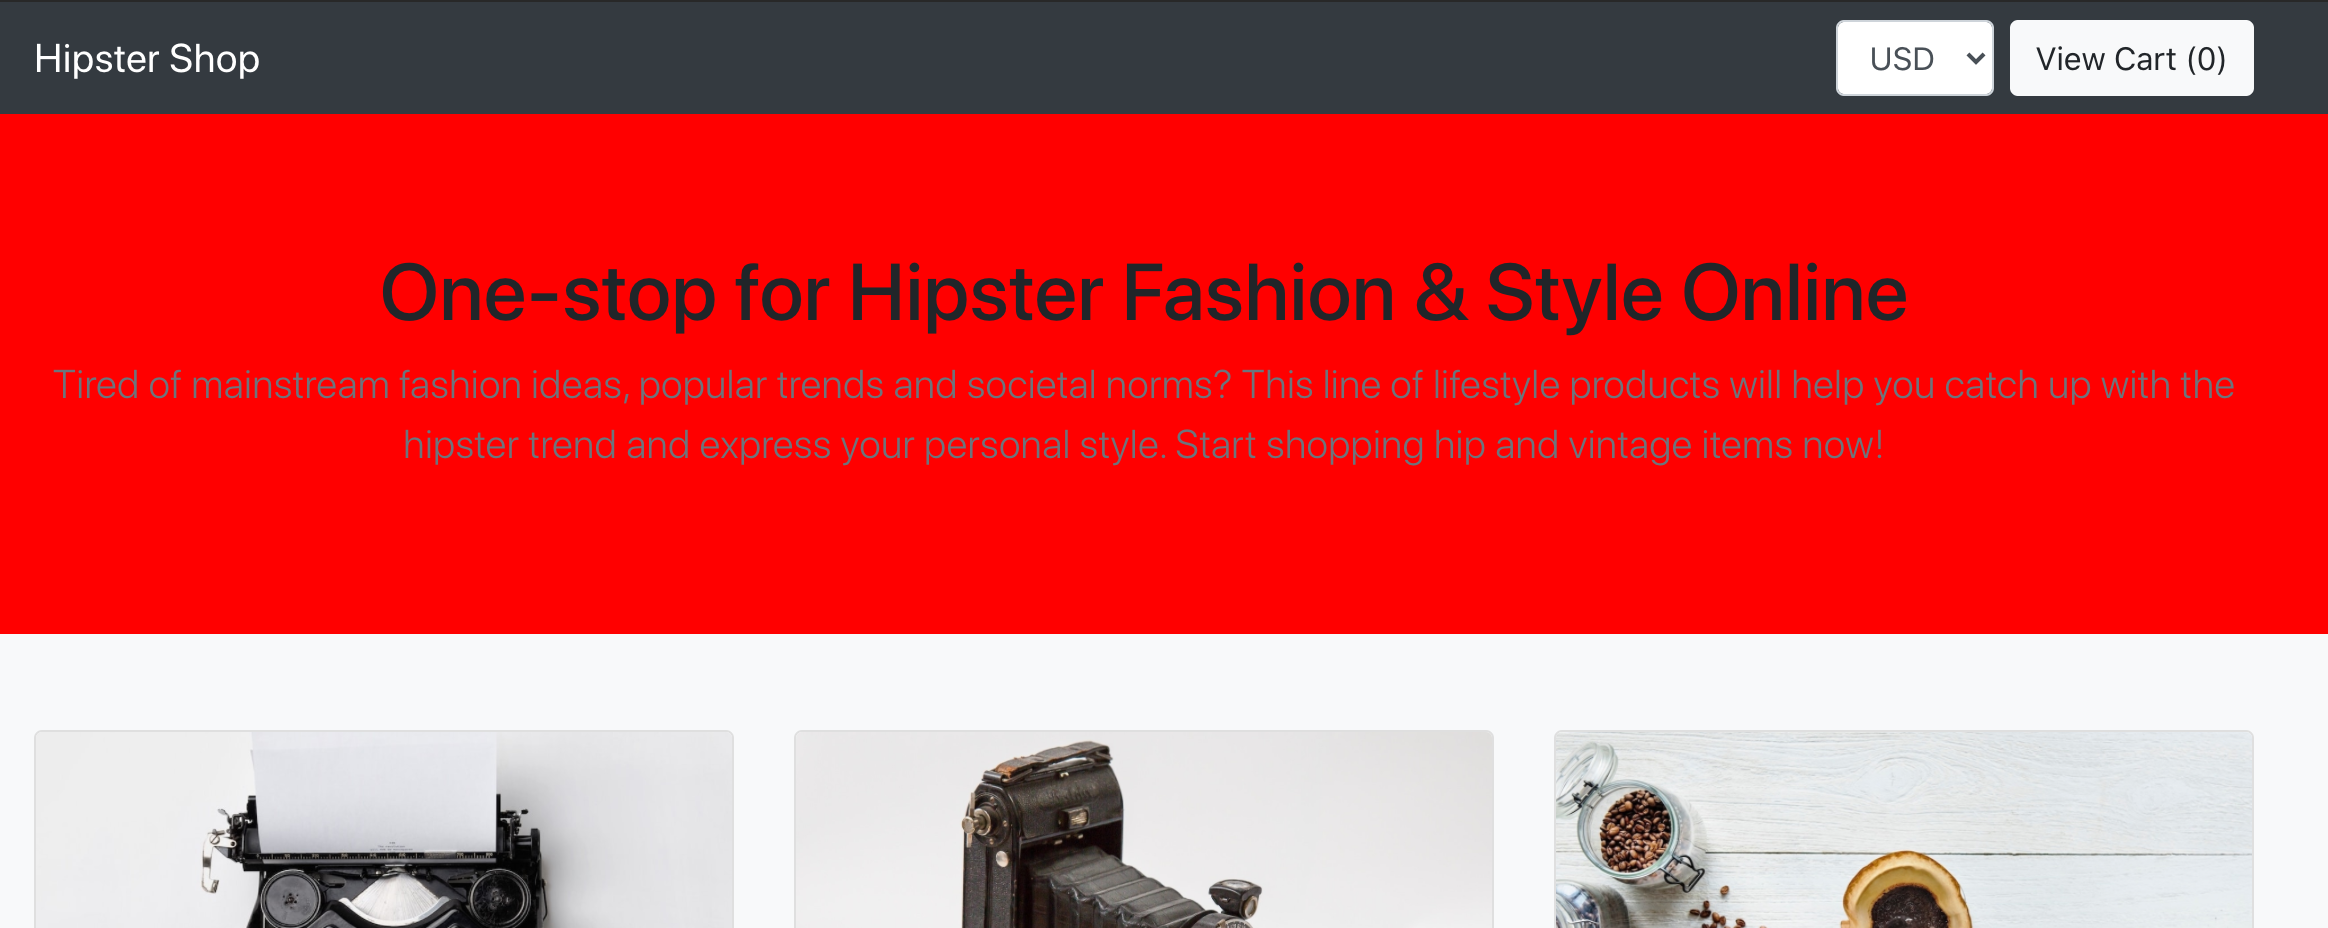 Hipster Shop
USD
View Cart (0)
One-stop for Hipster Fashion & Style Online
Tired of mainstream fashion ideas, popular trends and societal norms? This line of lifestyle products will help you catch up with the
hipster trend and express your personal style. Start shopping hip and vintage items now!